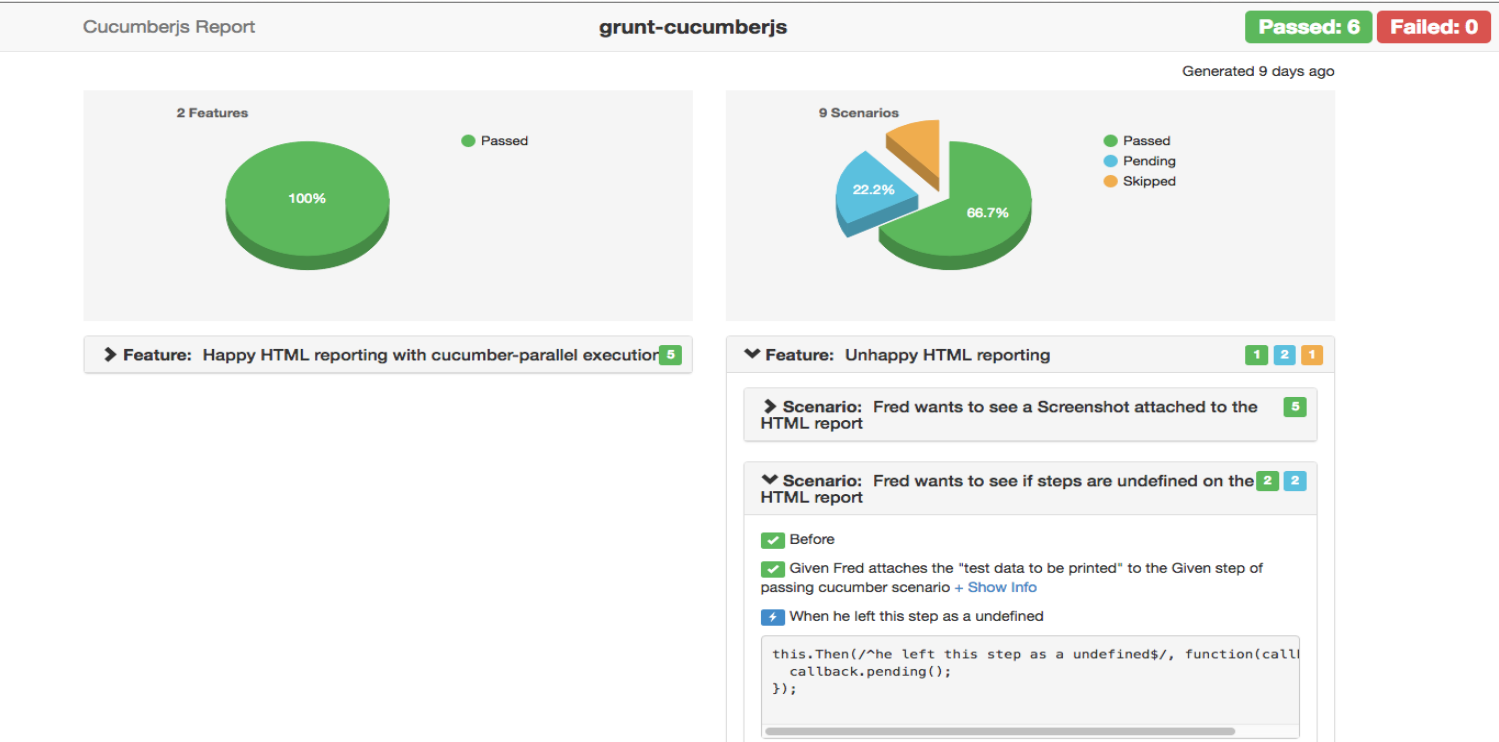 Cucumberjs Report
grunt-cucumberjs
Passed: 6
Failed: 0
Generated 9 days ago
2 Features
Passed
100%
9 Scenarios
Passed
Pending
Skipped
22.2%
66.7%
Feature: Happy HTML reporting with cucumber-parallel execution 5
Feature: Unhappy HTML reporting 1 2 1
Scenario: Fred wants to see a Screenshot attached to the 5
HTML report
Scenario: Fred wants to see if steps are undefined on the 2 2
HTML report
Before
Given Fred attaches the "test data to be printed" to the Given step of
passing cucumber scenario + Show Info
When he left this step as a undefined
this.Then(/^he left this step as a undefined$/, function(call
callback.pending();
});